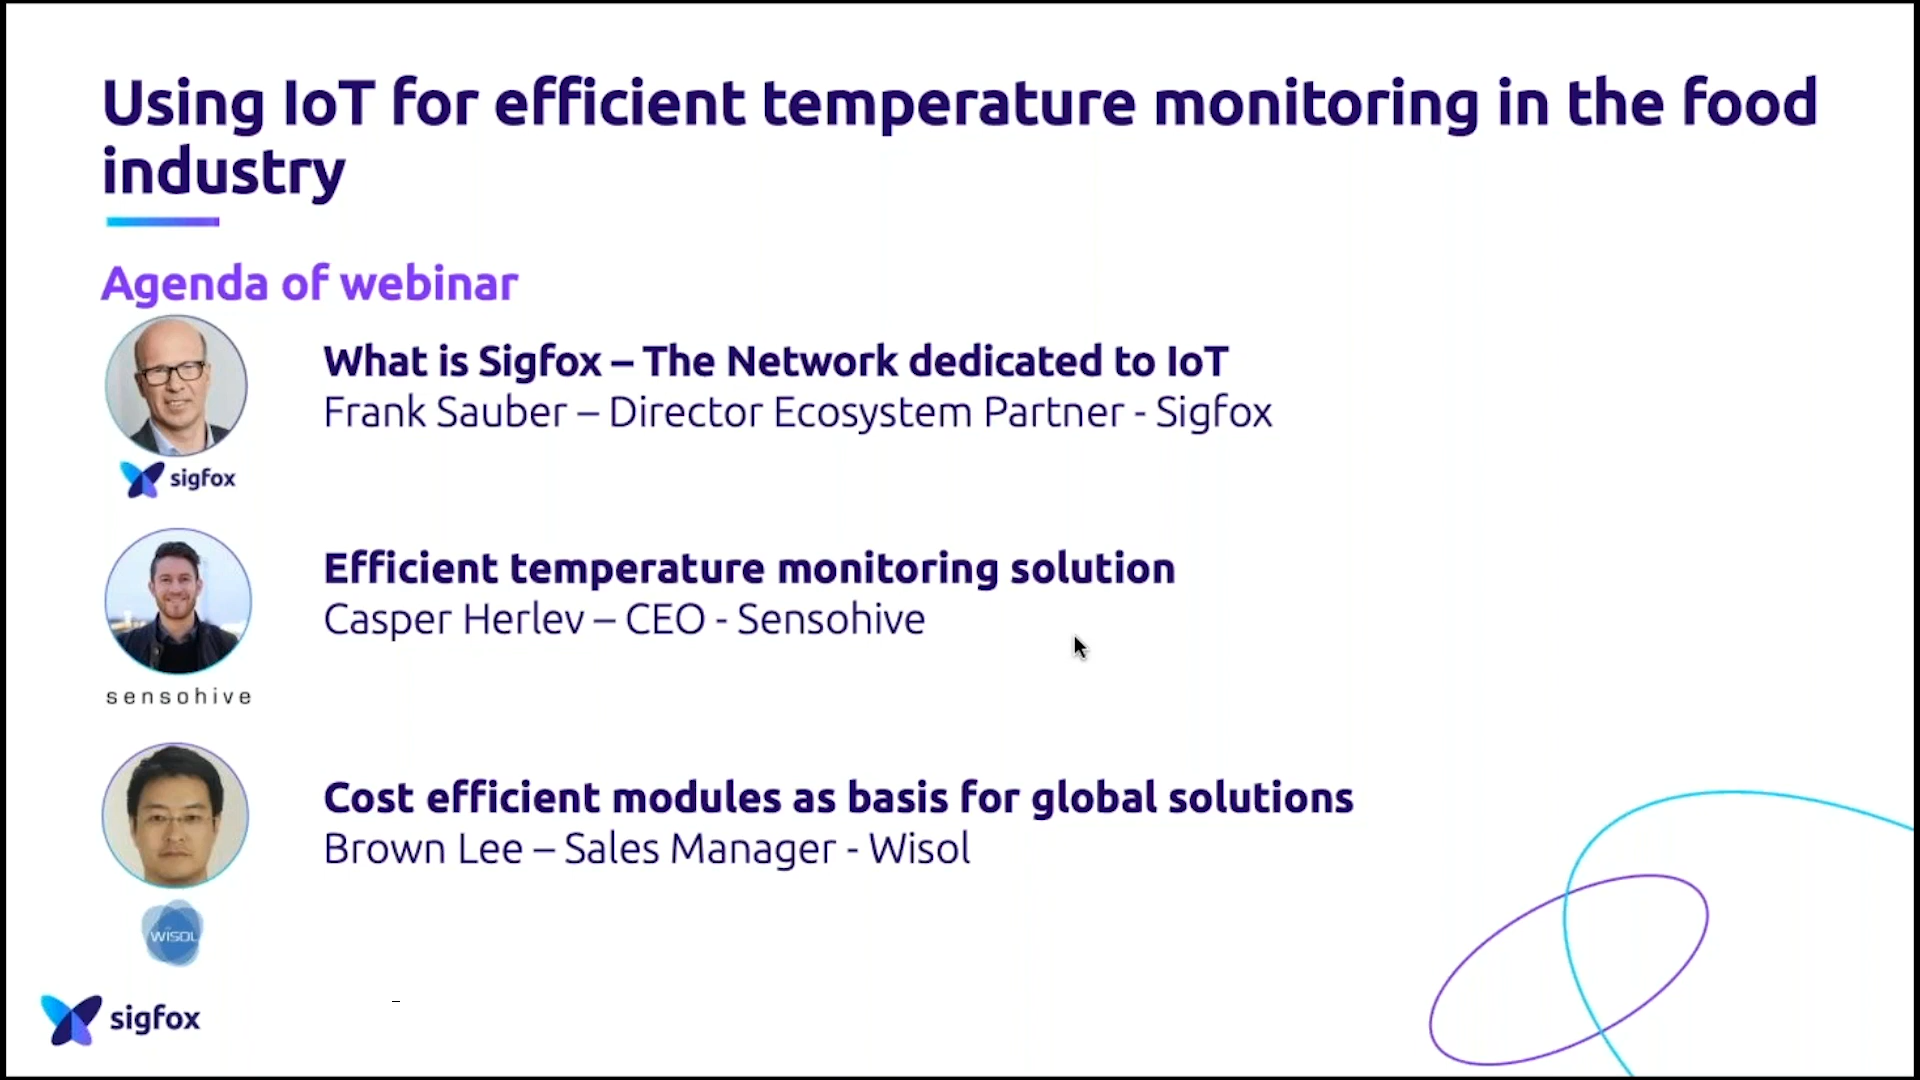 Using IoT for efficient temperature monitoring in the food
industry
Agenda of webinar
What is Sigfox – The Network dedicated to IoT
Frank Sauber – Director Ecosystem Partner - Sigfox
sigfox
Efficient temperature monitoring solution
Casper Herlev – CEO - Sensohive
sensohive
Cost efficient modules as basis for global solutions
Brown Lee – Sales Manager - Wisol
WISOL
sigfox